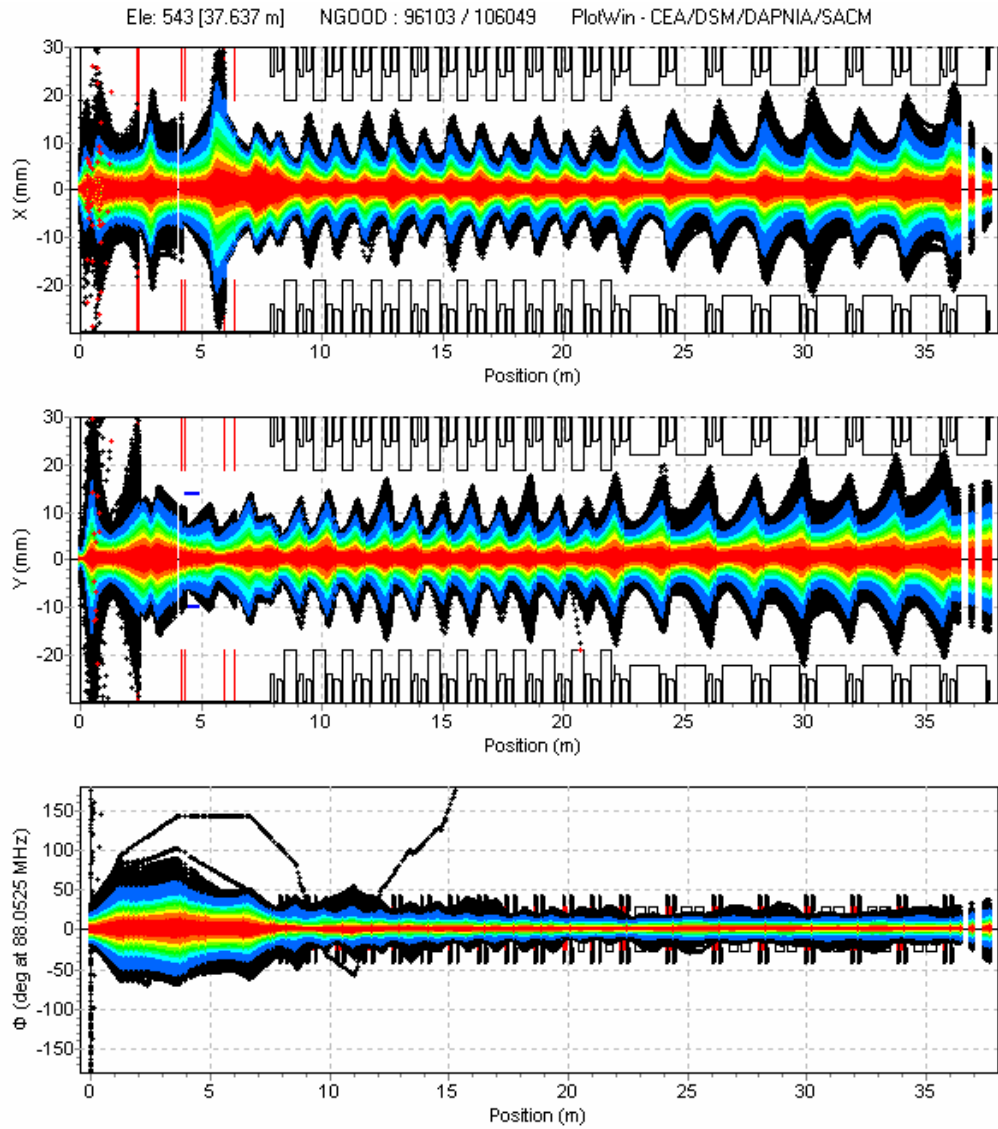 Ele: 543 [37.637 m] NGOOD : 96103 / 106049 PlotWin - CEA/DSM/DAPNIA/SACM
30
20
10
0
-10
-20
X (mm)
0 5 10 15 20 25 30 35
Position (m)
30
20
10
0
-10
-20
Y (mm)
0 5 10 15 20 25 30 35
Position (m)
150
100
50
0
-50
-100
-150
Φ (deg at 88.0525 MHz)
0 5 10 15 20 25 30 35
Position (m)